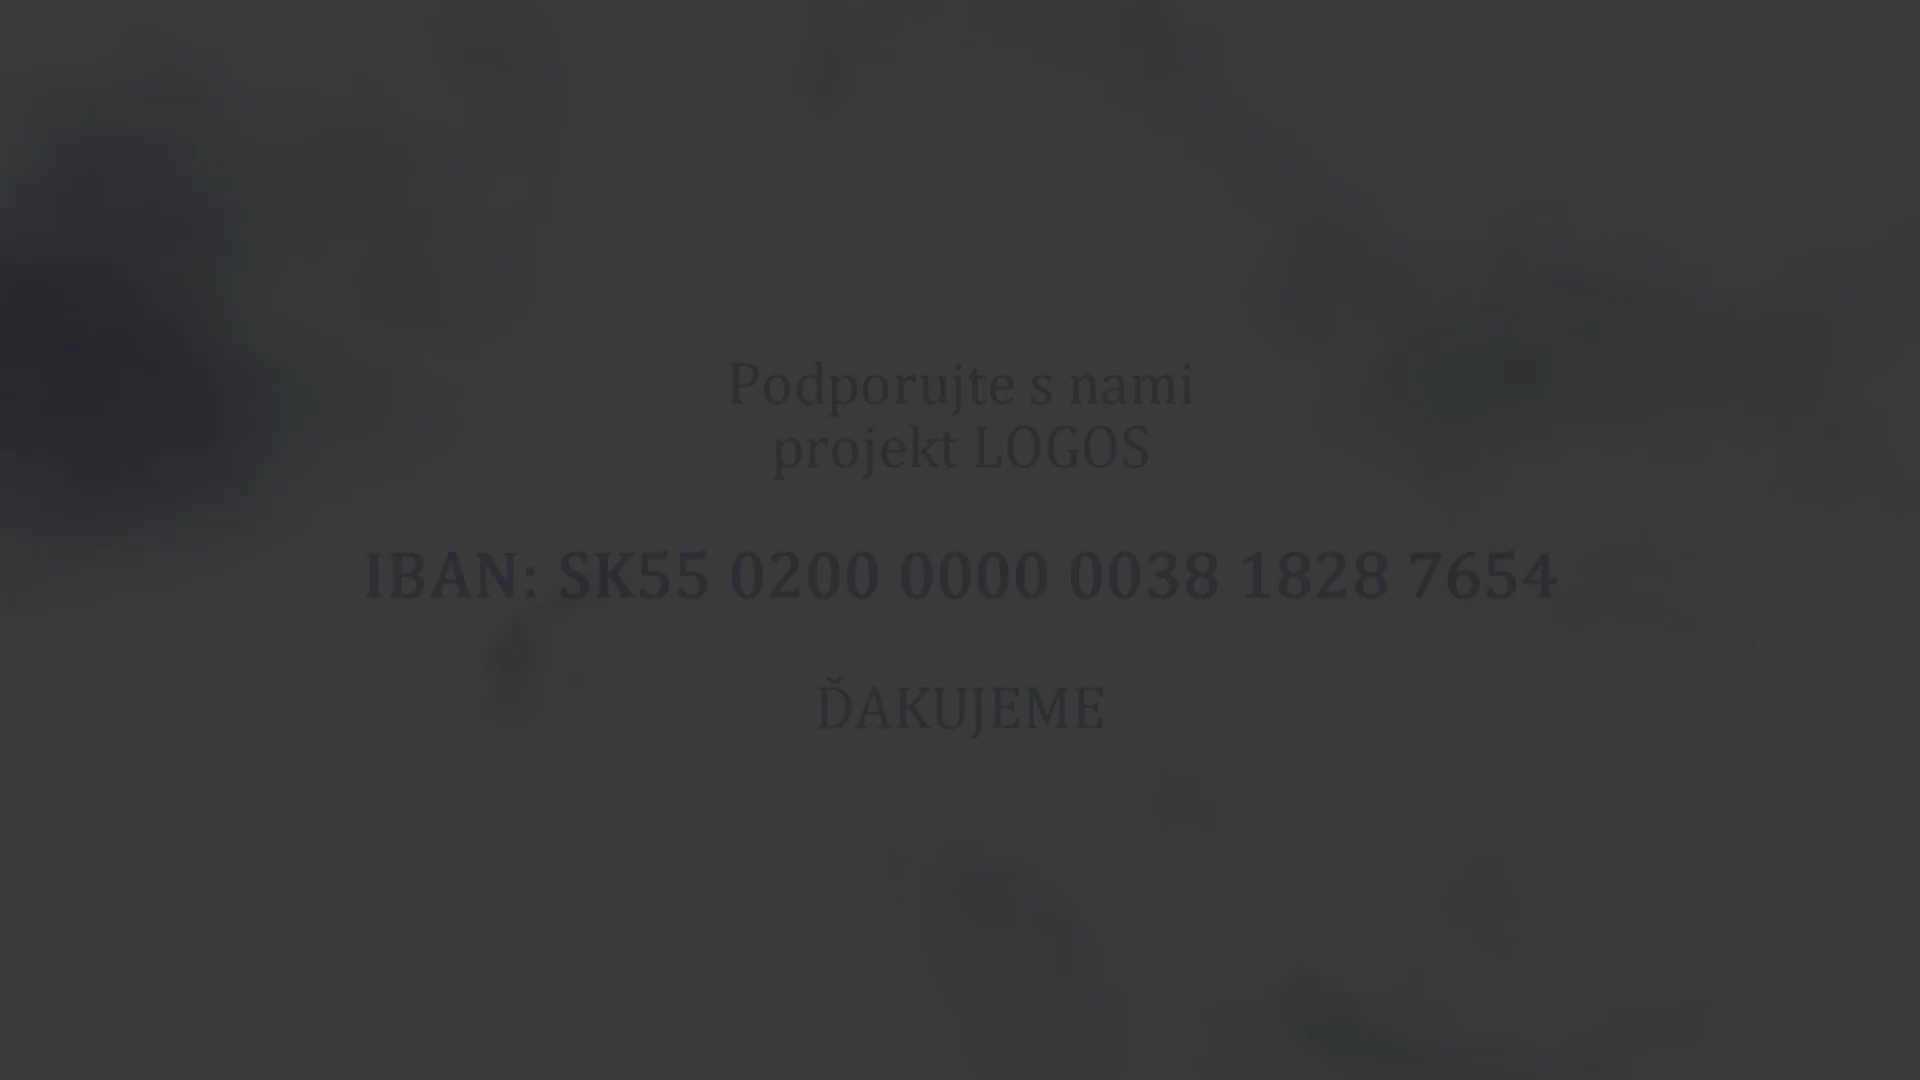 Podporujte s nami
projekt LOGOS
IBAN: SK55 0200 0000 0038 1828 7654
ĎAKUJEME